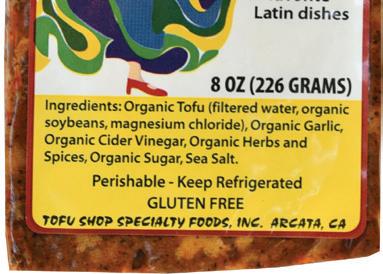 Latin dishes
8 OZ (226 GRAMS)
Ingredients: Organic Tofu (filtered water, organic
soybeans, magnesium chloride), Organic Garlic,
Organic Cider Vinegar, Organic Herbs and
Spices, Organic Sugar, Sea Salt.
Perishable - Keep Refrigerated
GLUTEN FREE
TOFU SHOP SPECIALTY FOODS, INC. ARCATA, CA